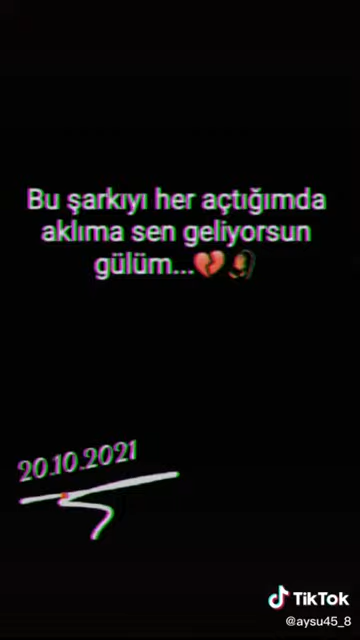 Bu şarkıyı her açtığımda
aklıma sen geliyorsun
gülüm...💔🥀
20.10.2021
TikTok
@aysu45_8